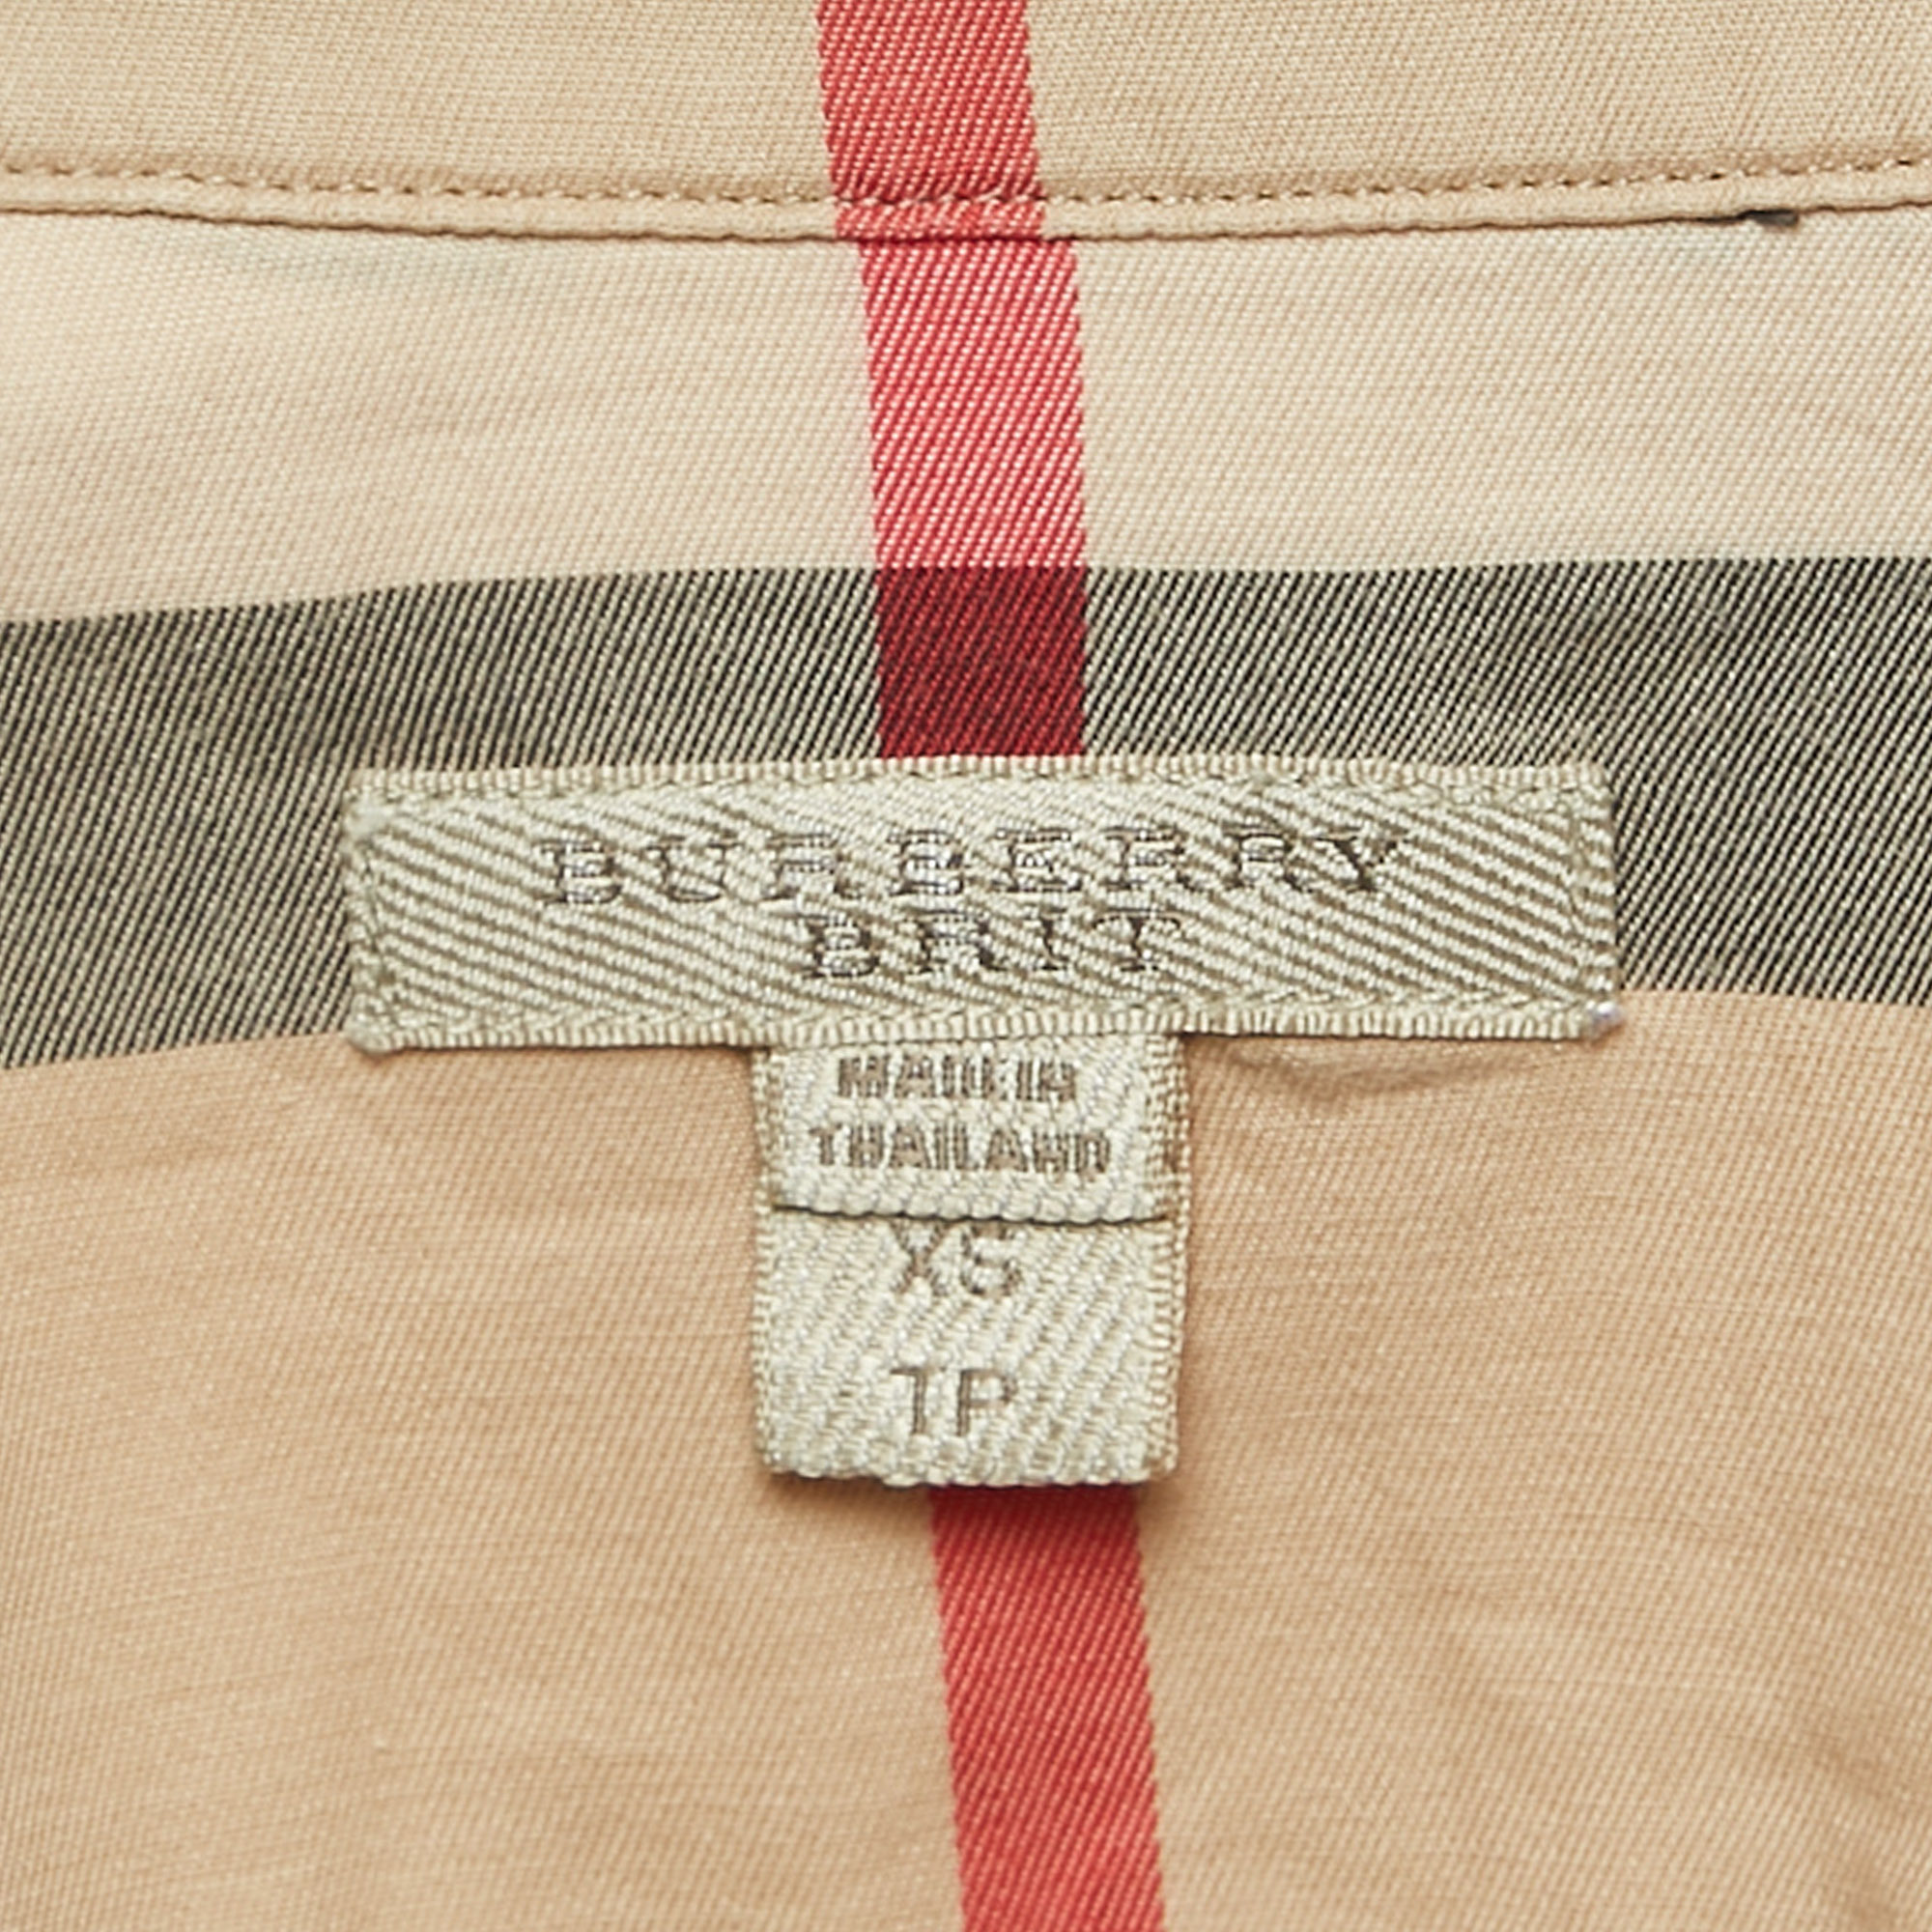 BURBERRY
BRIT
MADE IN
THAILAND
XS
TP